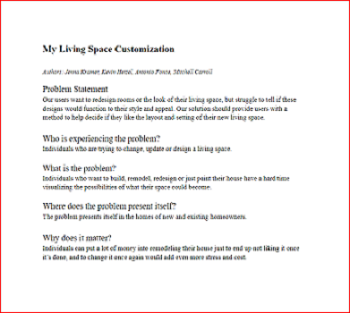 My Living Space Customization
Authors: Jenna Kramer, Kevin Hertel, Antonio Ponce, Mitchell Carroll
Problem Statement
Our users want to redesign rooms or the look of their living space, but struggle to tell if these
designs would function to their style and appeal. Our solution should provide users with a
method to help decide if they like the layout and setting of their new living space.
Who is experiencing the problem?
Individuals who are trying to change, update or design a living space.
What is the problem?
Individuals who want to build, remodel, redesign or just paint their house have a hard time
visualizing the possibilities of what their space could become.
Where does the problem present itself?
The problem presents itself in the homes of new and existing homeowners.
Why does it matter?
Individuals can put a lot of money into remodeling their house just to end up not liking it once
it's done, and to change it once again would add even more stress and cost.